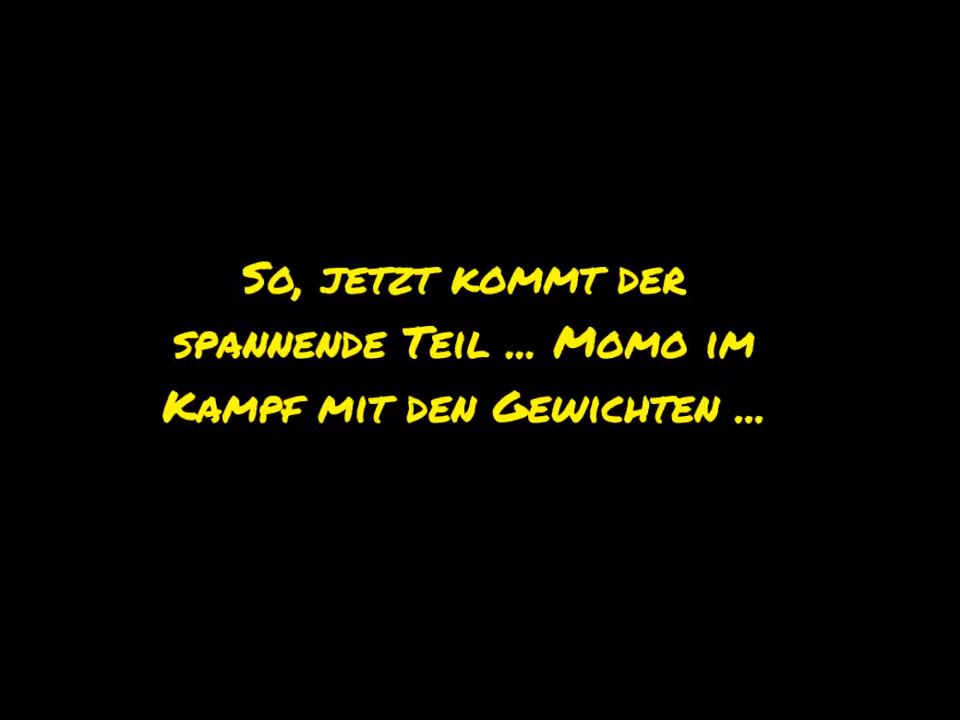 So, jetzt kommt der
spannende Teil ... Momo im
Kampf mit den Gewichten ...